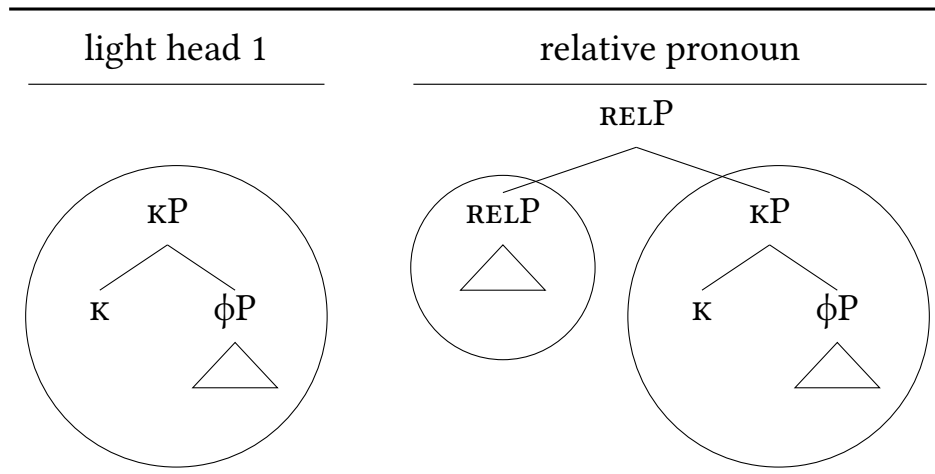 light head 1 relative pronoun
RELP
κP RELP κP
κ ϕP κ ϕP